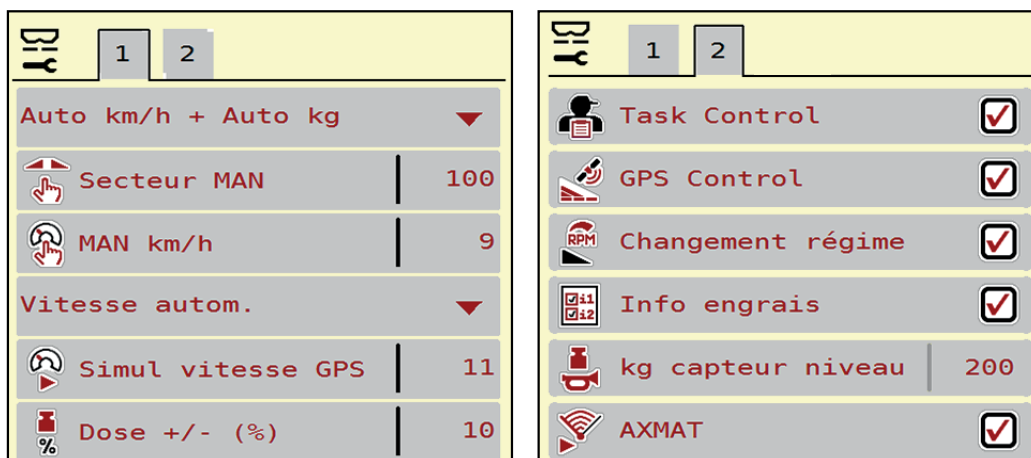 1 2
Auto km/h + Auto kg
Secteur MAN 100
MAN km/h 9
Vitesse autom.
Simul vitesse GPS 11
% Dose +/- (%) 10
1 2
Task Control
GPS Control
RPM Changement régime
i1 i2 Info engrais
kg capteur niveau 200
AXMAT